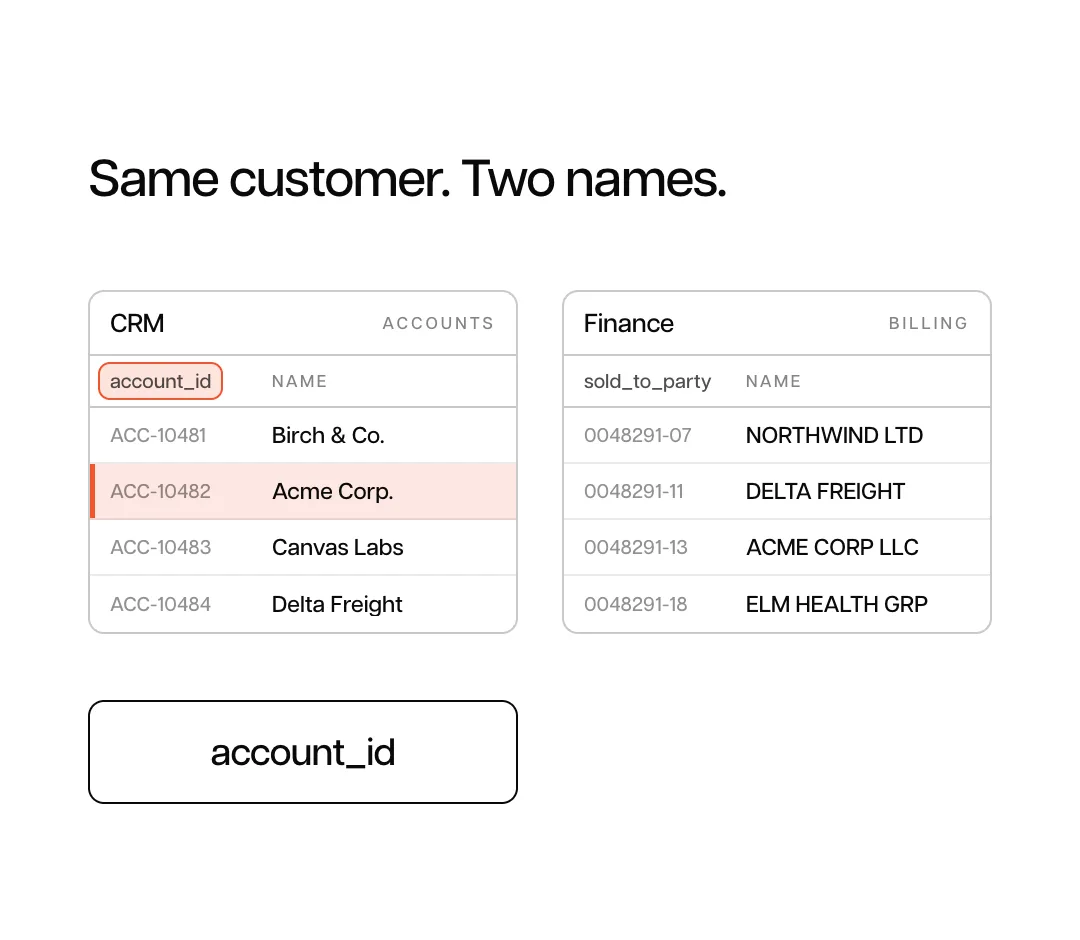 Same customer. Two names.
CRM ACCOUNTS
account_id NAME
ACC-10481 Birch & Co.
ACC-10482 Acme Corp.
ACC-10483 Canvas Labs
ACC-10484 Delta Freight
Finance BILLING
sold_to_party NAME
0048291-07 NORTHWIND LTD
0048291-11 DELTA FREIGHT
0048291-13 ACME CORP LLC
0048291-18 ELM HEALTH GRP
account_id